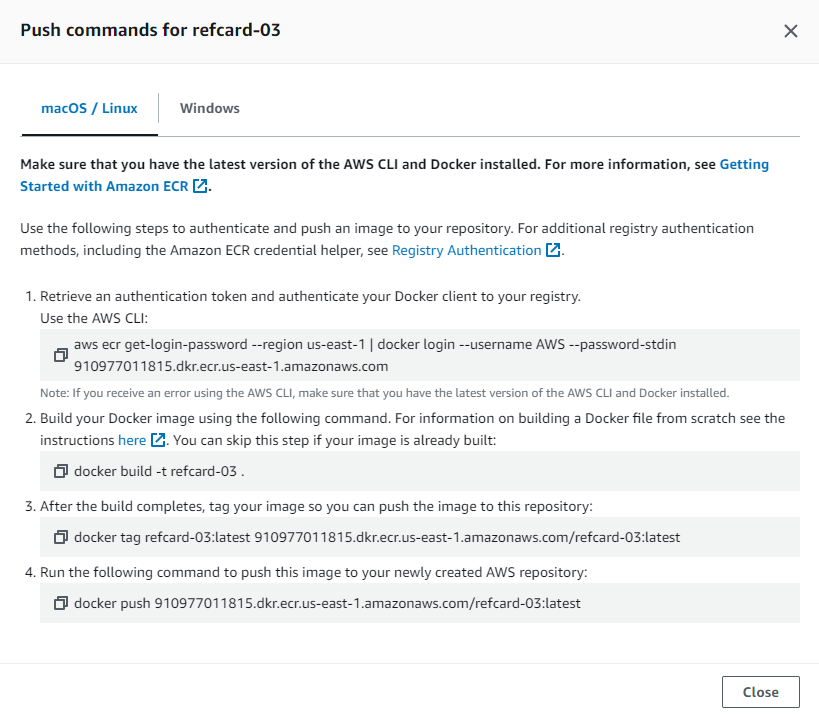 Push commands for refcard-03
macOS / Linux
Windows
Make sure that you have the latest version of the AWS CLI and Docker installed. For more information, see Getting
Started with Amazon ECR.
Use the following steps to authenticate and push an image to your repository. For additional registry authentication
methods, including the Amazon ECR credential helper, see Registry Authentication.
1. Retrieve an authentication token and authenticate your Docker client to your registry.
Use the AWS CLI:
aws ecr get-login-password --region us-east-1 | docker login --username AWS --password-stdin
910977011815.dkr.ecr.us-east-1.amazonaws.com
Note: If you receive an error using the AWS CLI, make sure that you have the latest version of the AWS CLI and Docker installed.
2. Build your Docker image using the following command. For information on building a Docker file from scratch see the
instructions here. You can skip this step if your image is already built:
docker build -t refcard-03 .
3. After the build completes, tag your image so you can push the image to this repository:
docker tag refcard-03:latest 910977011815.dkr.ecr.us-east-1.amazonaws.com/refcard-03:latest
4. Run the following command to push this image to your newly created AWS repository:
docker push 910977011815.dkr.ecr.us-east-1.amazonaws.com/refcard-03:latest
Close